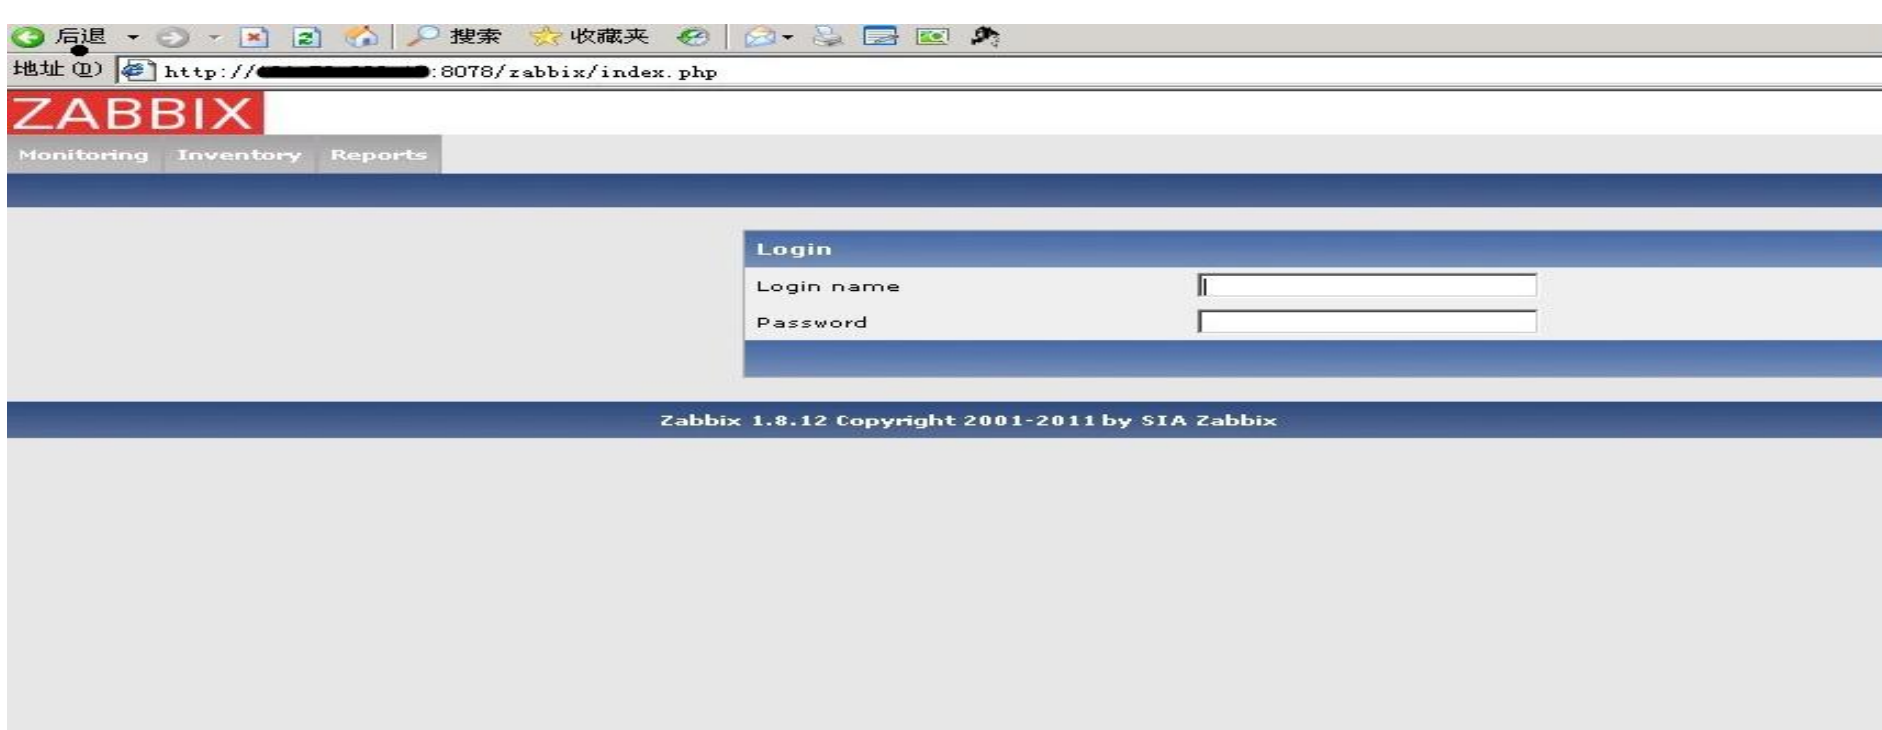 后退 搜索 收藏夹
地址(D) http:// :8078/zabbix/index.php
ZABBIX
Monitoring Inventory Reports
Login
Login name
Password
Zabbix 1.8.12 Copyright 2001-2011 by SIA Zabbix